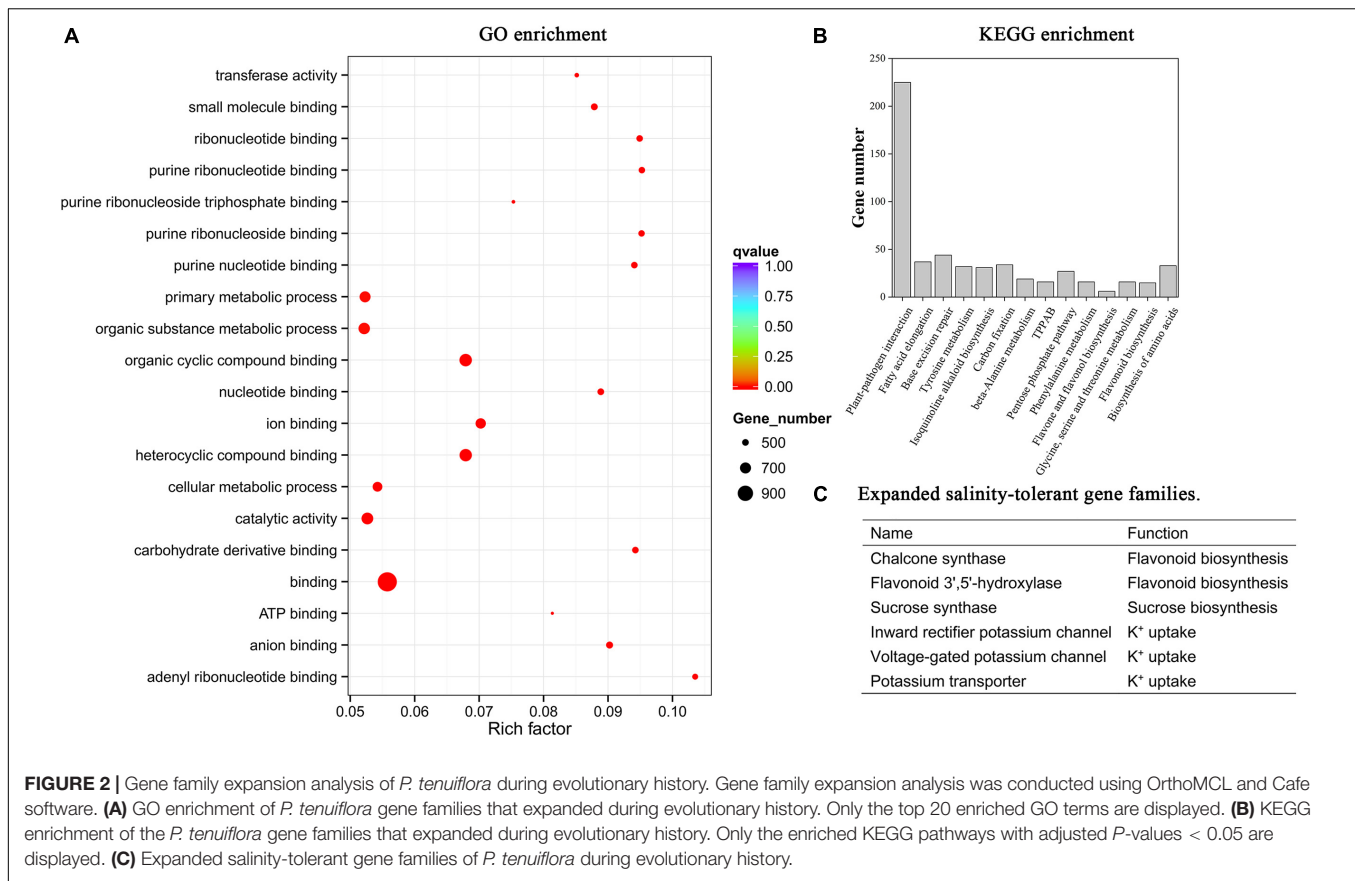 A
GO enrichment
transferase activity
small molecule binding
ribonucleotide binding
purine ribonucleotide binding
purine ribonucleoside triphosphate binding
purine ribonucleoside binding
purine nucleotide binding
primary metabolic process
organic substance metabolic process
organic cyclic compound binding
nucleotide binding
ion binding
heterocyclic compound binding
cellular metabolic process
catalytic activity
carbohydrate derivative binding
binding
ATP binding
anion binding
adenyl ribonucleotide binding
0.05 0.06 0.07 0.08 0.09 0.10
Rich factor
qvalue
1.00
0.75
0.50
0.25
0.00
Gene_number
500
700
900
B
KEGG enrichment
250
200
150
100
50
0
Gene number
Plant-pathogen interaction
Fatty acid elongation
Base excision repair
Tyrosine metabolism
Isoquinoline alkaloid biosynthesis
Carbon fixation
beta-Alanine metabolism
TPPAB
Pentose phosphate pathway
Phenylalanine metabolism
Flavone and flavonol biosynthesis
Glycine, serine and threonine metabolism
Flavonoid biosynthesis
Biosynthesis of amino acids
C Expanded salinity-tolerant gene families.
Name Function
Chalcone synthase Flavonoid biosynthesis
Flavonoid 3',5'-hydroxylase Flavonoid biosynthesis
Sucrose synthase Sucrose biosynthesis
Inward rectifier potassium channel K⁺ uptake
Voltage-gated potassium channel K⁺ uptake
Potassium transporter K⁺ uptake
FIGURE 2 | Gene family expansion analysis of P. tenuiflora during evolutionary history. Gene family expansion analysis was conducted using OrthoMCL and Cafe
software. (A) GO enrichment of P. tenuiflora gene families that expanded during evolutionary history. Only the top 20 enriched GO terms are displayed. (B) KEGG
enrichment of the P. tenuiflora gene families that expanded during evolutionary history. Only the enriched KEGG pathways with adjusted P-values < 0.05 are
displayed. (C) Expanded salinity-tolerant gene families of P. tenuiflora during evolutionary history.